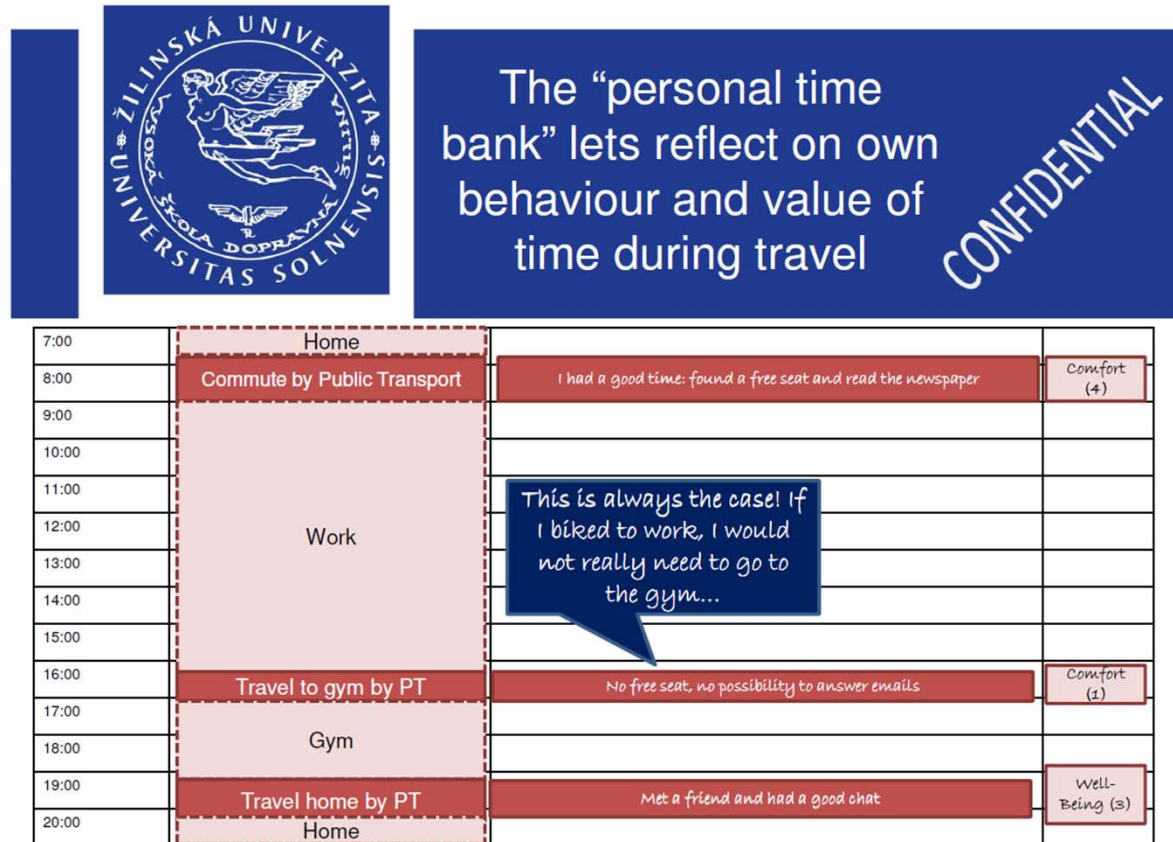 ŽILINSKÁ UNIVERZITA
UNIVERSITAS SOLNENSIS
VYSOKÁ ŠKOLA DOPRAVNÁ ŽILINA
The “personal time
bank” lets reflect on own
behaviour and value of
time during travel
CONFIDENTIAL
7:00
Home
8:00
Commute by Public Transport
I had a good time: found a free seat and read the newspaper
Comfort
(4)
9:00
10:00
11:00
12:00
13:00
14:00
15:00
Work
This is always the case! If
I biked to work, I would
not really need to go to
the gym...
16:00
Travel to gym by PT
No free seat, no possibility to answer emails
Comfort
(1)
17:00
18:00
Gym
19:00
Travel home by PT
Met a friend and had a good chat
Well-
Being (3)
20:00
Home